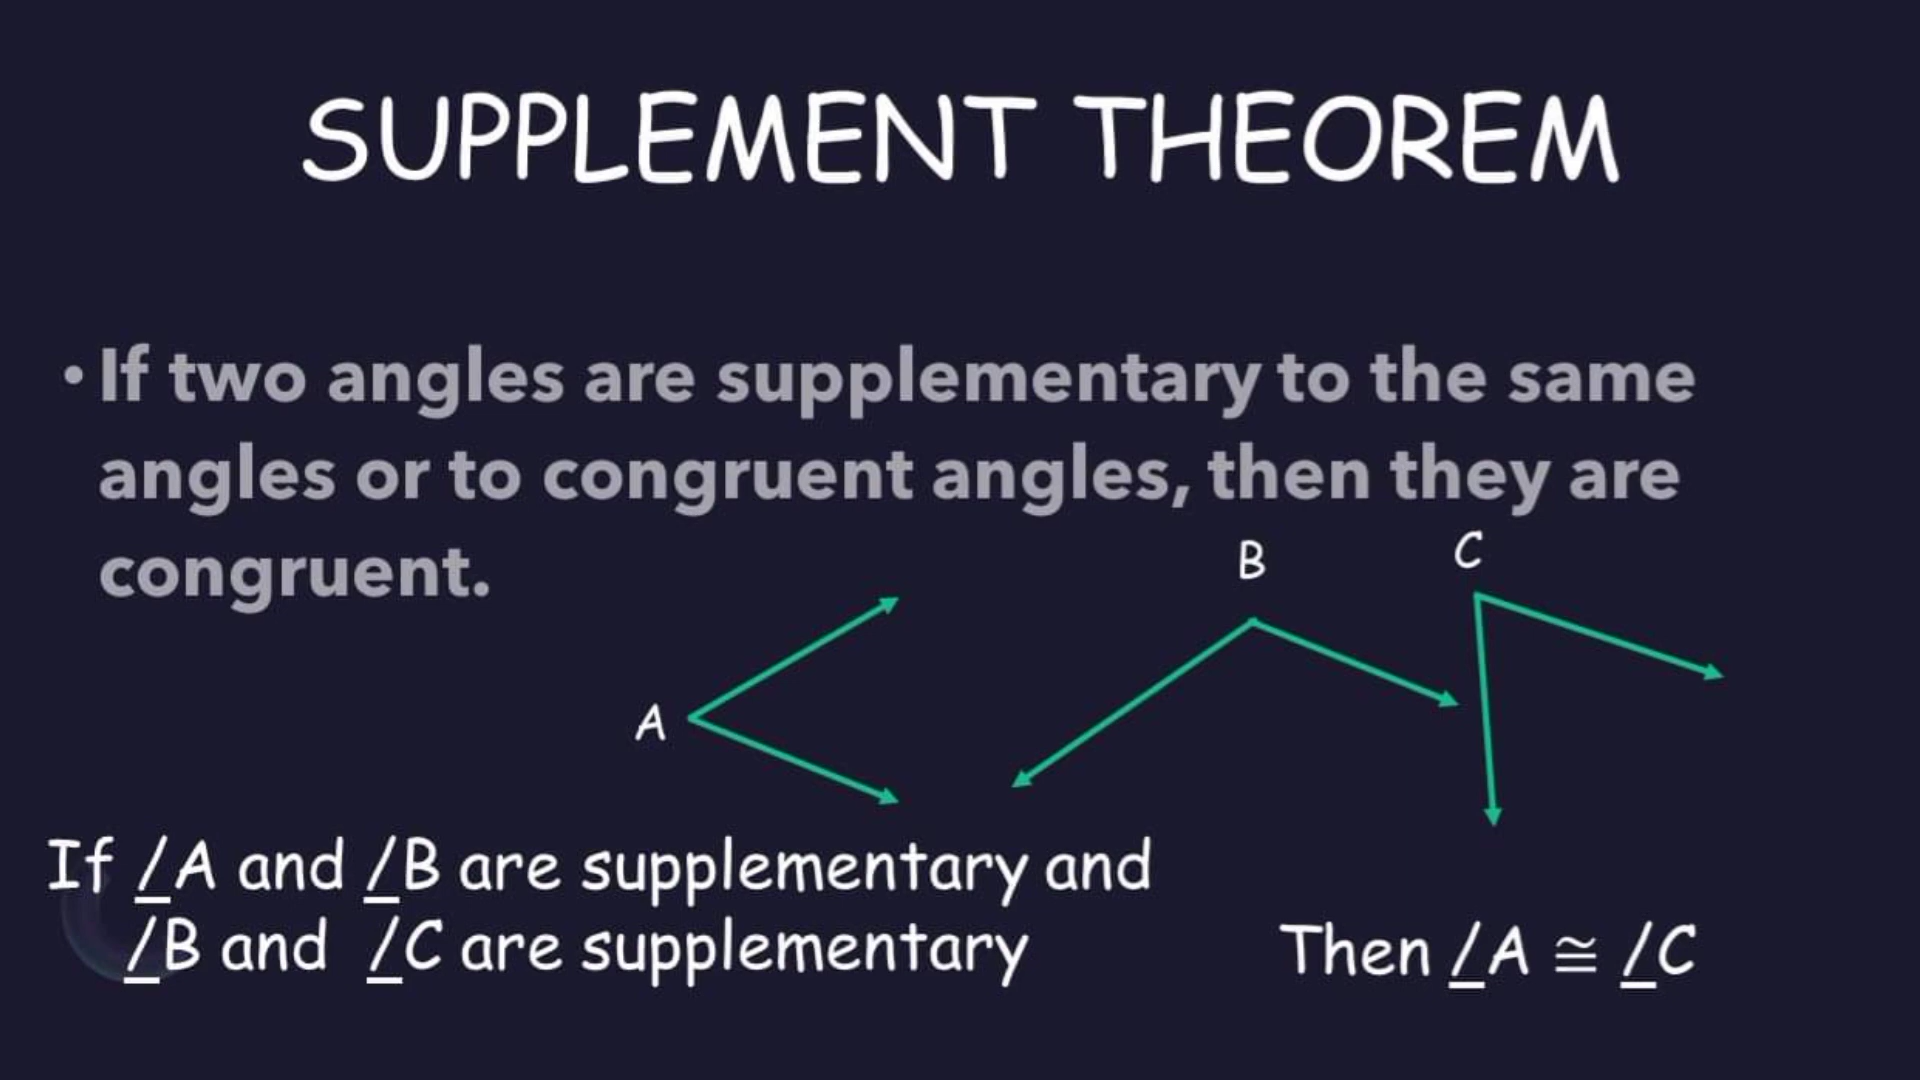 SUPPLEMENT THEOREM
• If two angles are supplementary to the same
angles or to congruent angles, then they are
congruent.
B
C
A
If ∠A and ∠B are supplementary and
∠B and ∠C are supplementary
Then ∠A ≅ ∠C